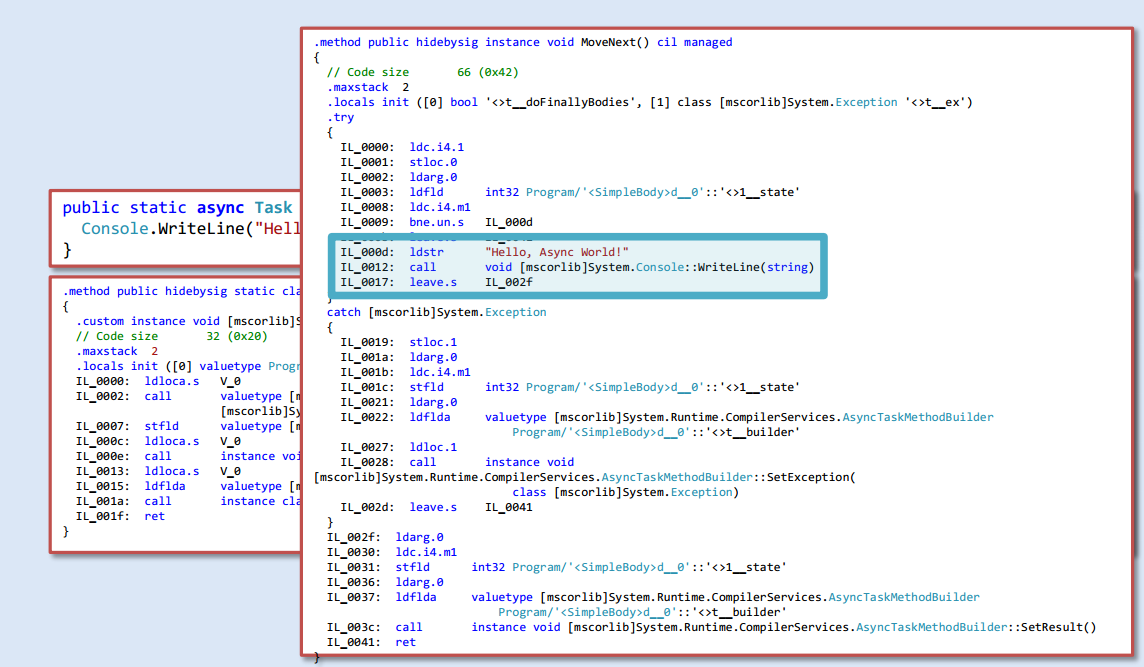 public static async Task
Console.WriteLine("Hell
}
.method public hidebysig static cla
{
.custom instance void [mscorlib]S
// Code size 32 (0x20)
.maxstack 2
.locals init ([0] valuetype Progr
IL_0000: ldloca.s V_0
IL_0002: call valuetype [m
[mscorlib]Sy
IL_0007: stfld valuetype [m
IL_000c: ldloca.s V_0
IL_000e: call instance voi
IL_0013: ldloca.s V_0
IL_0015: ldflda valuetype [m
IL_001a: call instance cla
IL_001f: ret
}
.method public hidebysig instance void MoveNext() cil managed
{
// Code size 66 (0x42)
.maxstack 2
.locals init ([0] bool '<>t__doFinallyBodies', [1] class [mscorlib]System.Exception '<>t__ex')
.try
{
IL_0000: ldc.i4.1
IL_0001: stloc.0
IL_0002: ldarg.0
IL_0003: ldfld int32 Program/'<SimpleBody>d__0'::'<>1__state'
IL_0008: ldc.i4.m1
IL_0009: bne.un.s IL_000d
IL_000d: ldstr "Hello, Async World!"
IL_0012: call void [mscorlib]System.Console::WriteLine(string)
IL_0017: leave.s IL_002f
}
catch [mscorlib]System.Exception
{
IL_0019: stloc.1
IL_001a: ldarg.0
IL_001b: ldc.i4.m1
IL_001c: stfld int32 Program/'<SimpleBody>d__0'::'<>1__state'
IL_0021: ldarg.0
IL_0022: ldflda valuetype [mscorlib]System.Runtime.CompilerServices.AsyncTaskMethodBuilder
Program/'<SimpleBody>d__0'::'<>t__builder'
IL_0027: ldloc.1
IL_0028: call instance void
[mscorlib]System.Runtime.CompilerServices.AsyncTaskMethodBuilder::SetException(
class [mscorlib]System.Exception)
IL_002d: leave.s IL_0041
}
IL_002f: ldarg.0
IL_0030: ldc.i4.m1
IL_0031: stfld int32 Program/'<SimpleBody>d__0'::'<>1__state'
IL_0036: ldarg.0
IL_0037: ldflda valuetype [mscorlib]System.Runtime.CompilerServices.AsyncTaskMethodBuilder
Program/'<SimpleBody>d__0'::'<>t__builder'
IL_003c: call instance void [mscorlib]System.Runtime.CompilerServices.AsyncTaskMethodBuilder::SetResult()
IL_0041: ret
}